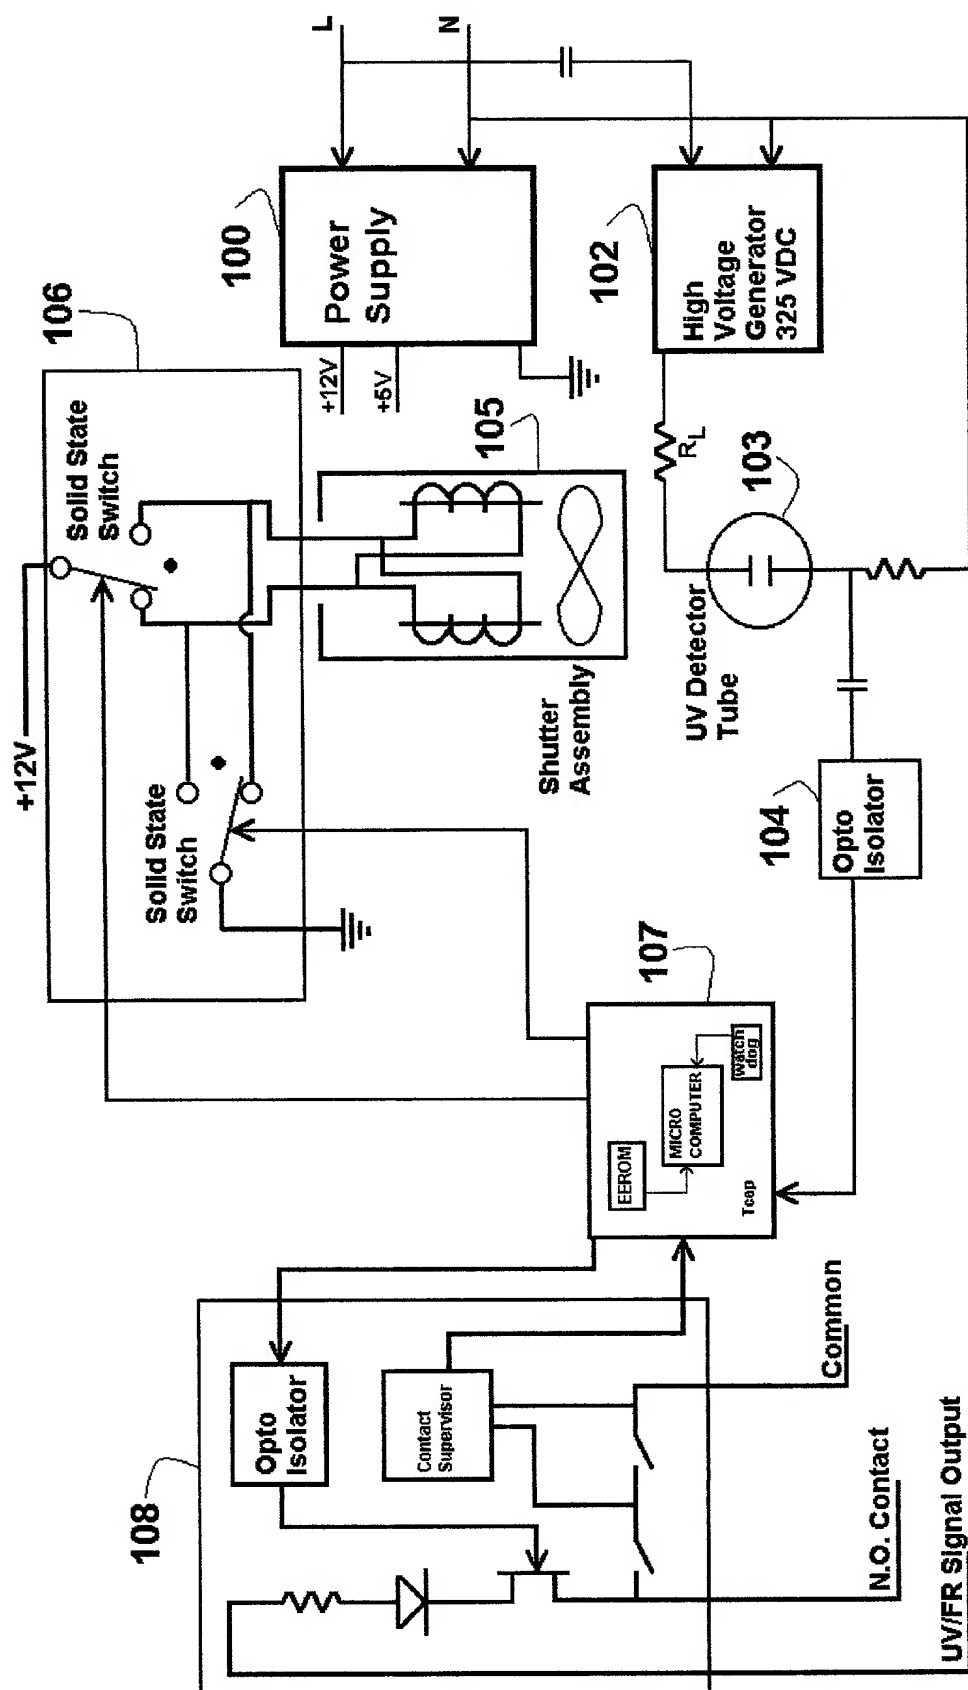 L
N
100
Power
Supply
+12V
+5V
102
High
Voltage
Generator
325 VDC
RL
106
+12V
Solid State
Switch
Solid State
Switch
105
Shutter
Assembly
103
UV Detector
Tube
104
Opto
Isolator
107
EEROM
MICRO
COMPUTER
watch
dog
Tcap
108
Opto
Isolator
Contact
Supervisor
Common
N.O. Contact
UV/FR Signal Output